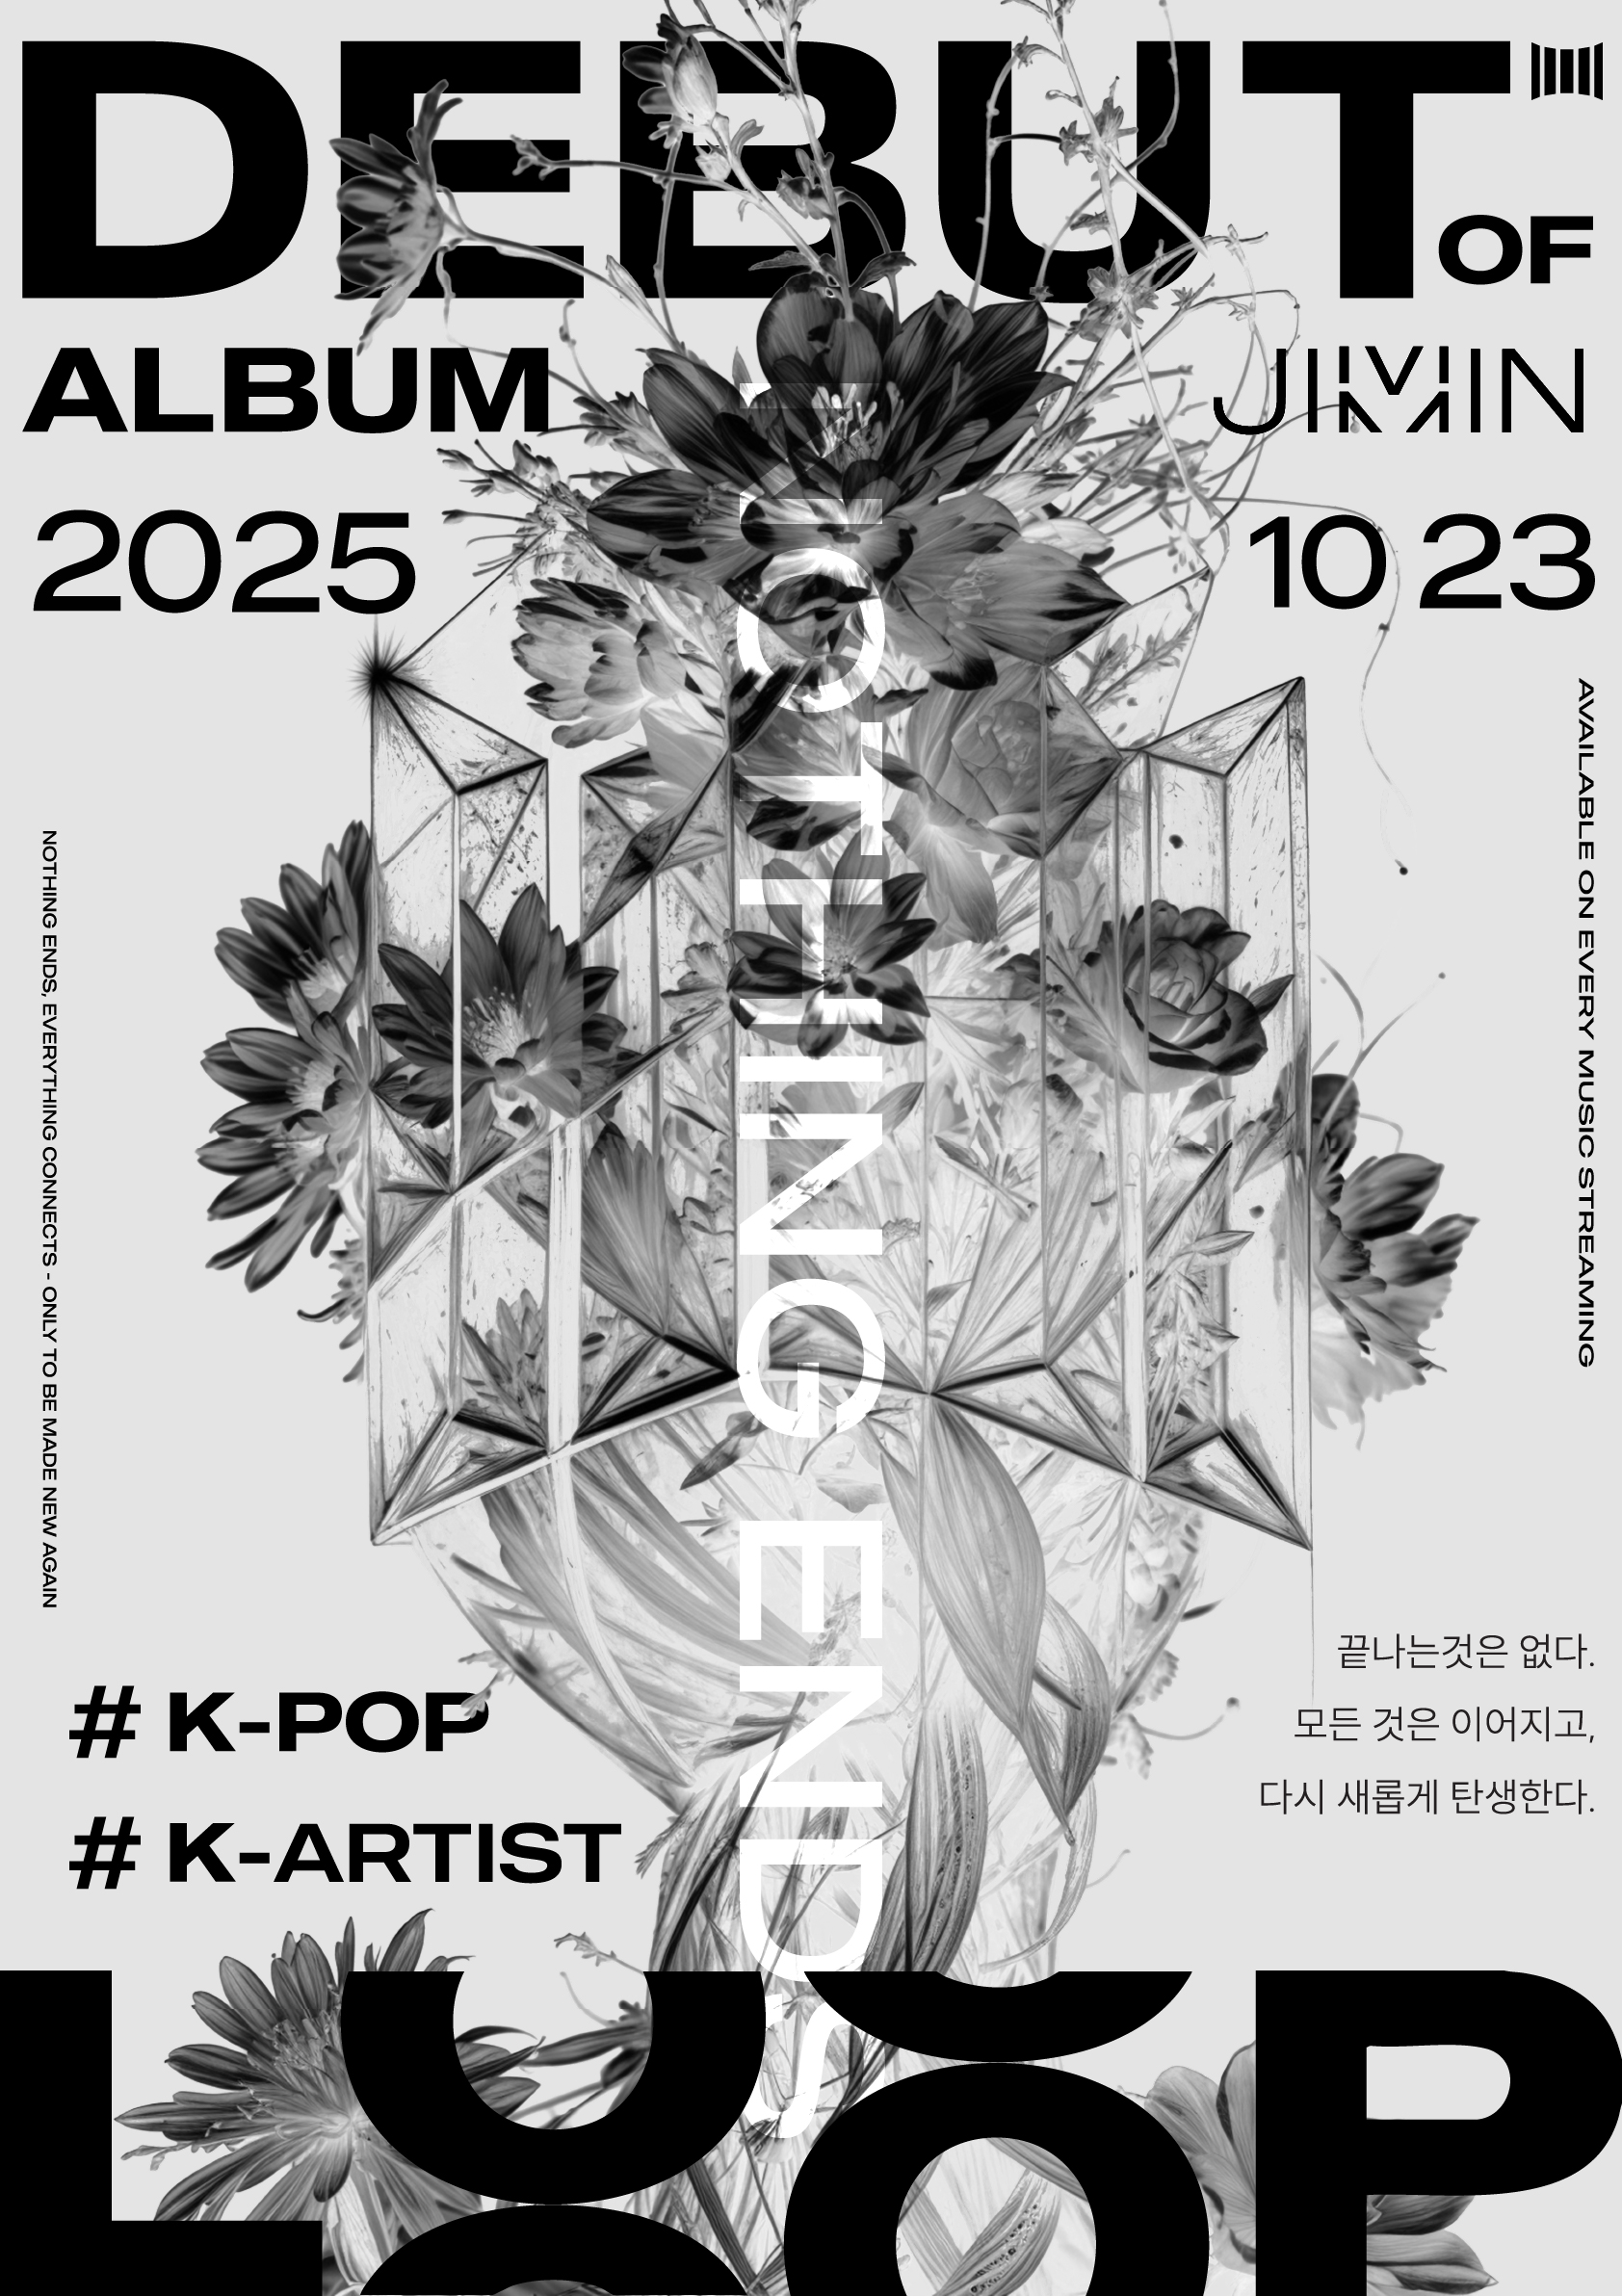 DEBUT
OF
ALBUM
JIMIN
2025
10 23
AVAILABLE ON EVERY MUSIC STREAMING
NOTHING ENDS, EVERYTHING CONNECTS - ONLY TO BE MADE NEW AGAIN
NOTHING ENDS
끝나는것은 없다.
모든 것은 이어지고,
다시 새롭게 탄생한다.
# K-POP
# K-ARTIST
LOOP